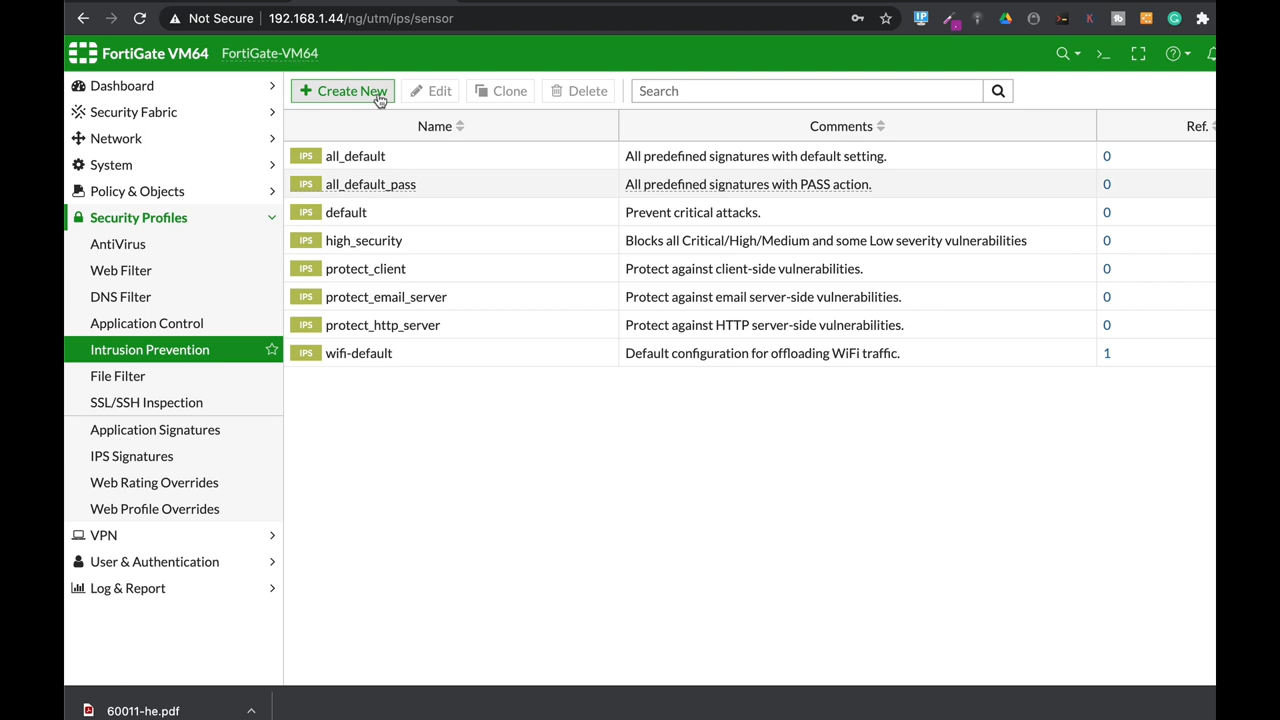 Not Secure 192.168.1.44/ng/utm/ips/sensor
FortiGate VM64 FortiGate-VM64
Dashboard
Security Fabric
Network
System
Policy & Objects
Security Profiles
AntiVirus
Web Filter
DNS Filter
Application Control
Intrusion Prevention
File Filter
SSL/SSH Inspection
Application Signatures
IPS Signatures
Web Rating Overrides
Web Profile Overrides
VPN
User & Authentication
Log & Report
+ Create New Edit Clone Delete Search
Name Comments Ref.
IPS all_default All predefined signatures with default setting. 0
IPS all_default_pass All predefined signatures with PASS action. 0
IPS default Prevent critical attacks. 0
IPS high_security Blocks all Critical/High/Medium and some Low severity vulnerabilities 0
IPS protect_client Protect against client-side vulnerabilities. 0
IPS protect_email_server Protect against email server-side vulnerabilities. 0
IPS protect_http_server Protect against HTTP server-side vulnerabilities. 0
IPS wifi-default Default configuration for offloading WiFi traffic. 1
60011-he.pdf